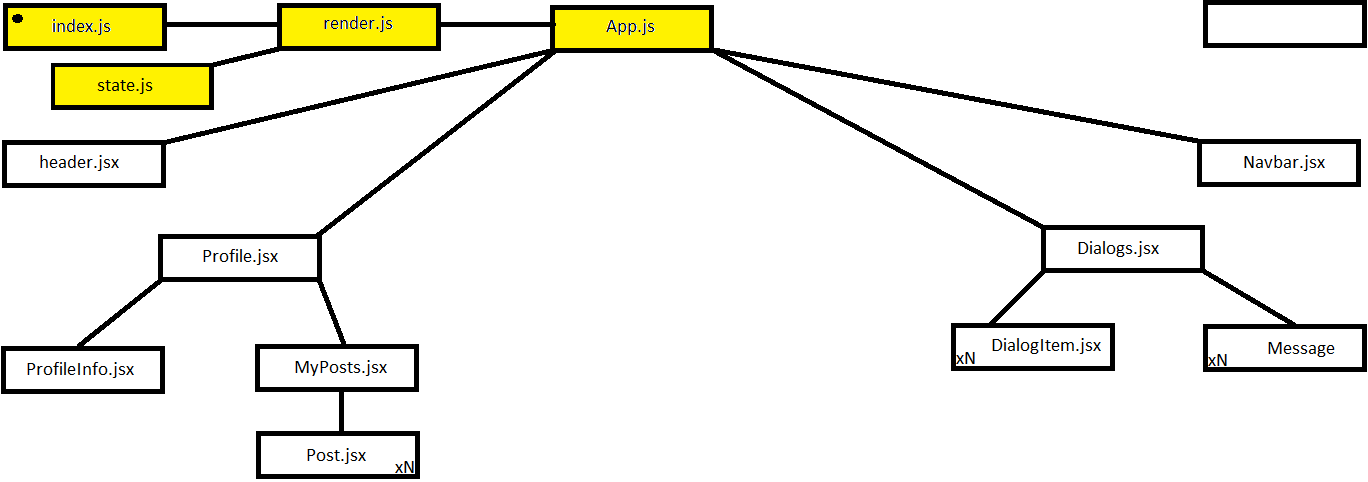 index.js
render.js
App.js
state.js
header.jsx
Navbar.jsx
Profile.jsx
Dialogs.jsx
ProfileInfo.jsx
MyPosts.jsx
DialogItem.jsx
xN
Message
xN
Post.jsx
xN